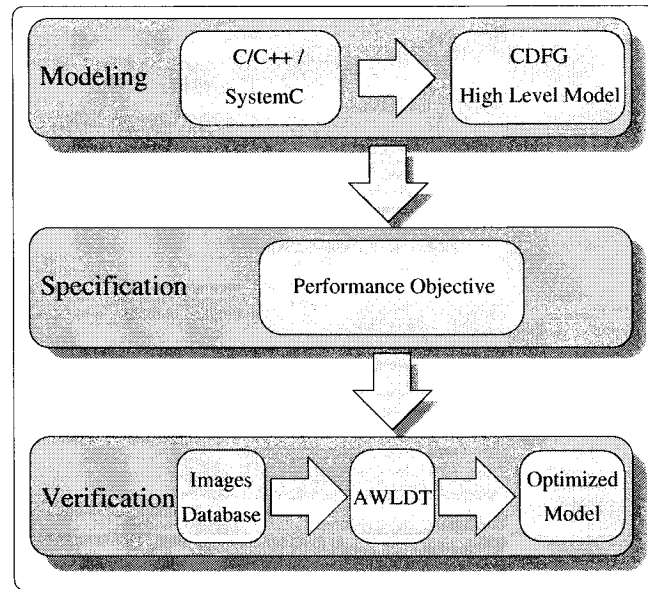 Modeling
C/C++ /
SystemC
CDFG
High Level Model
Specification
Performance Objective
Verification
Images
Database
AWLDT
Optimized
Model